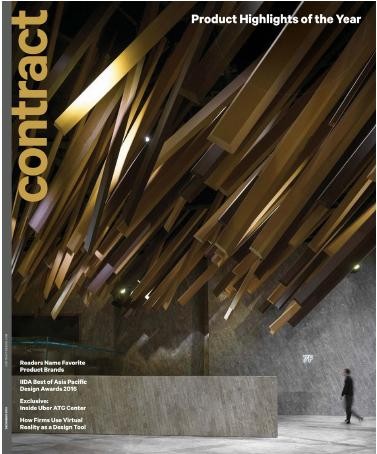 Product Highlights of the Year
contract
Readers Name Favorite
Product Brands
IIDA Best of Asia Pacific
Design Awards 2016
Exclusive:
Inside Uber ATG Center
How Firms Use Virtual
Reality as a Design Tool